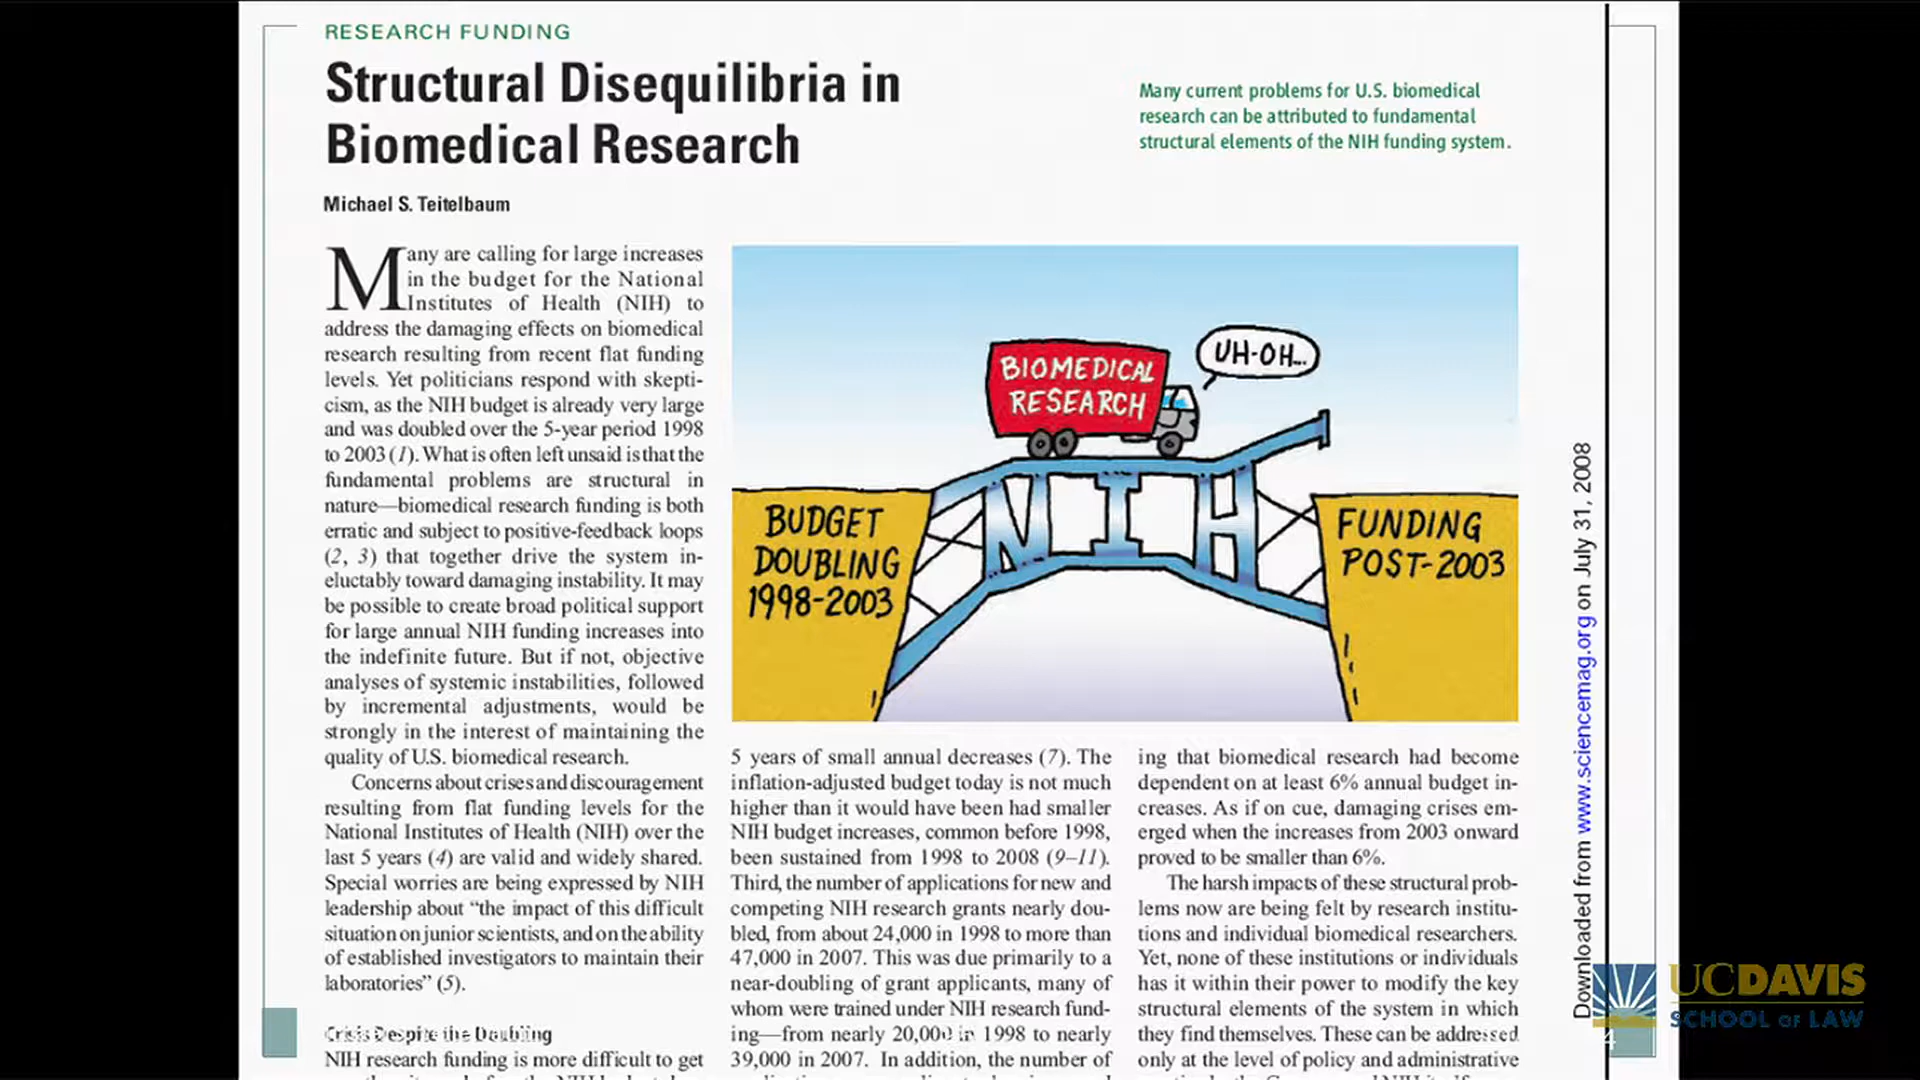 RESEARCH FUNDING
Structural Disequilibria in
Biomedical Research
Many current problems for U.S. biomedical
research can be attributed to fundamental
structural elements of the NIH funding system.
Michael S. Teitelbaum
Many are calling for large increases
in the budget for the National
Institutes of Health (NIH) to
address the damaging effects on biomedical
research resulting from recent flat funding
levels. Yet politicians respond with skepti-
cism, as the NIH budget is already very large
and was doubled over the 5-year period 1998
to 2003 (1). What is often left unsaid is that the
fundamental problems are structural in
nature—biomedical research funding is both
erratic and subject to positive-feedback loops
(2, 3) that together drive the system in-
eluctably toward damaging instability. It may
be possible to create broad political support
for large annual NIH funding increases into
the indefinite future. But if not, objective
analyses of systemic instabilities, followed
by incremental adjustments, would be
strongly in the interest of maintaining the
quality of U.S. biomedical research.
Concerns about crises and discouragement
resulting from flat funding levels for the
National Institutes of Health (NIH) over the
last 5 years (4) are valid and widely shared.
Special worries are being expressed by NIH
leadership about “the impact of this difficult
situation on junior scientists, and on the ability
of established investigators to maintain their
laboratories” (5).
Crisis Despite the Doubling
NIH research funding is more difficult to get
BIOMEDICAL
RESEARCH
UH-OH...
NIH
BUDGET
DOUBLING
1998-2003
FUNDING
POST-2003
5 years of small annual decreases (7). The
inflation-adjusted budget today is not much
higher than it would have been had smaller
NIH budget increases, common before 1998,
been sustained from 1998 to 2008 (9–11).
Third, the number of applications for new and
competing NIH research grants nearly dou-
bled, from about 24,000 in 1998 to more than
47,000 in 2007. This was due primarily to a
near-doubling of grant applicants, many of
whom were trained under NIH research fund-
ing—from nearly 20,000 in 1998 to nearly
39,000 in 2007. In addition, the number of
ing that biomedical research had become
dependent on at least 6% annual budget in-
creases. As if on cue, damaging crises em-
erged when the increases from 2003 onward
proved to be smaller than 6%.
The harsh impacts of these structural prob-
lems now are being felt by research institu-
tions and individual biomedical researchers.
Yet, none of these institutions or individuals
has it within their power to modify the key
structural elements of the system in which
they find themselves. These can be addressed
only at the level of policy and administrative
Downloaded from www.sciencemag.org on July 31, 2008
UCDAVIS
SCHOOL OF LAW